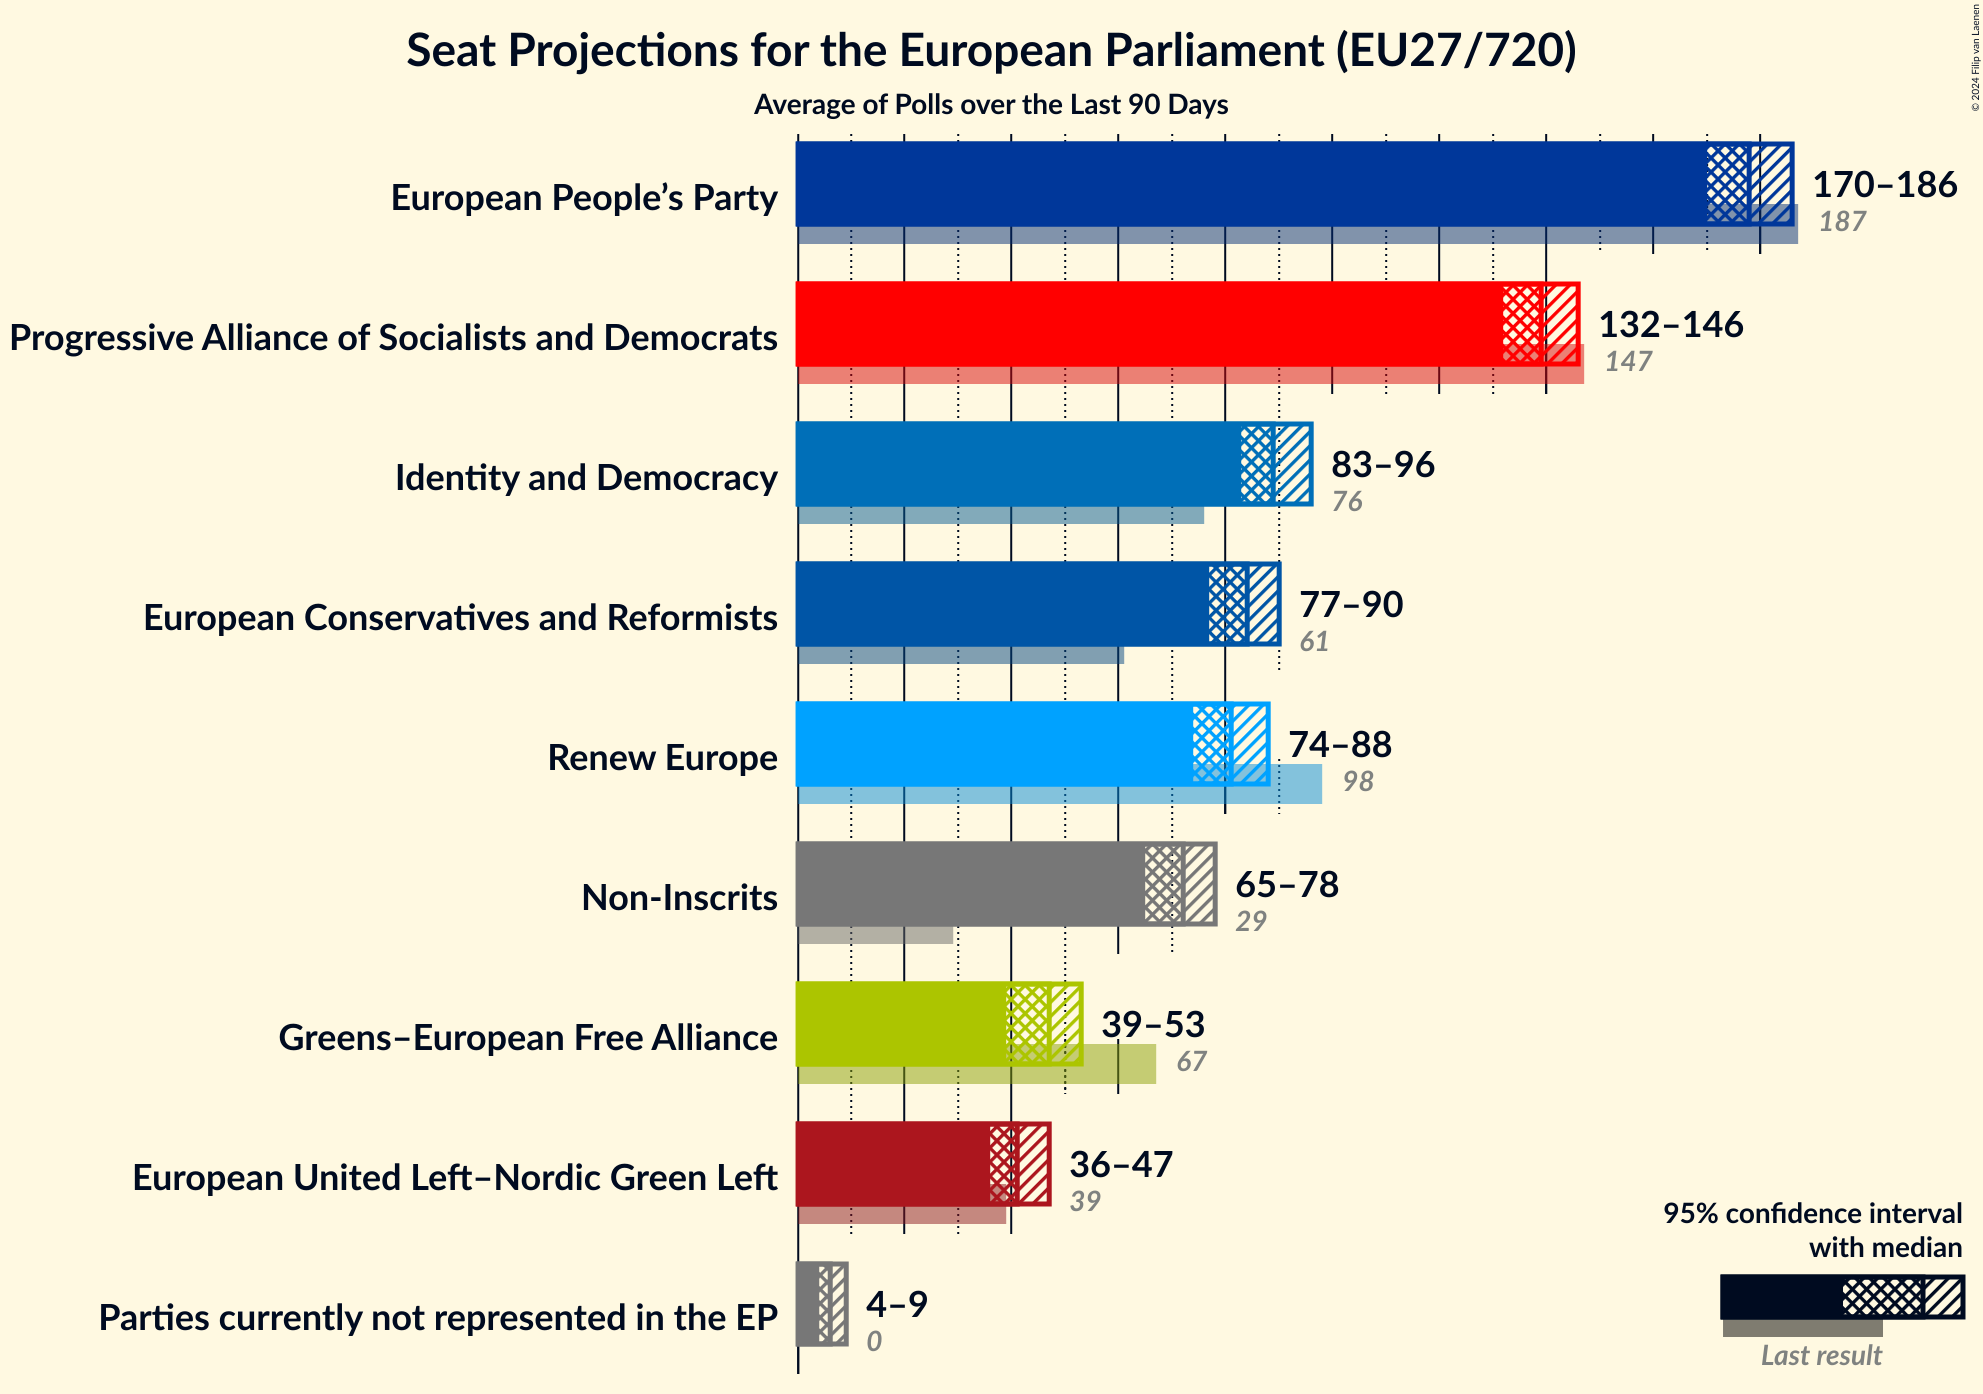 Seat Projections for the European Parliament (EU27/720)
Average of Polls over the Last 90 Days
© 2024 Filip van Laenen
European People’s Party
170–186
187
Progressive Alliance of Socialists and Democrats
132–146
147
Identity and Democracy
83–96
76
European Conservatives and Reformists
77–90
61
Renew Europe
74–88
98
Non-Inscrits
65–78
29
Greens–European Free Alliance
39–53
67
European United Left–Nordic Green Left
36–47
39
Parties currently not represented in the EP
4–9
0
95% confidence interval
with median
Last result